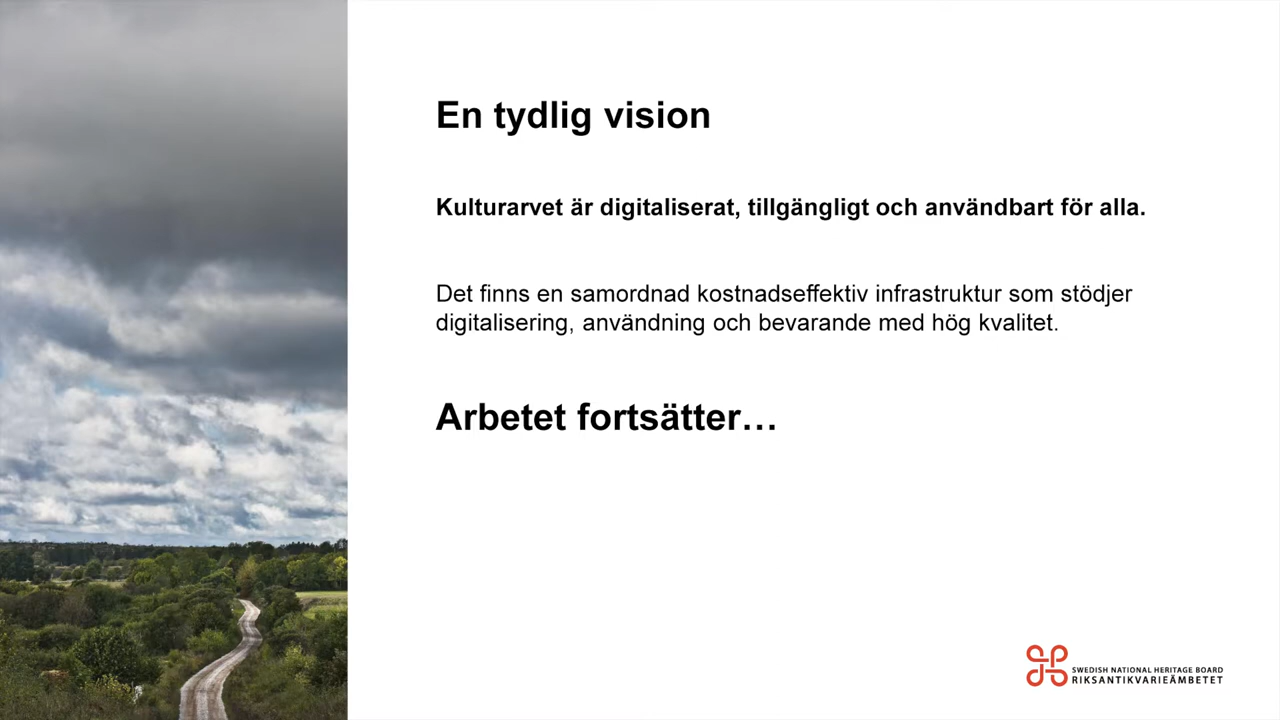 En tydlig vision
Kulturarvet är digitaliserat, tillgängligt och användbart för alla.
Det finns en samordnad kostnadseffektiv infrastruktur som stödjer
digitalisering, användning och bevarande med hög kvalitet.
Arbetet fortsätter…
SWEDISH NATIONAL HERITAGE BOARD
RIKSANTIKVARIEÄMBETET